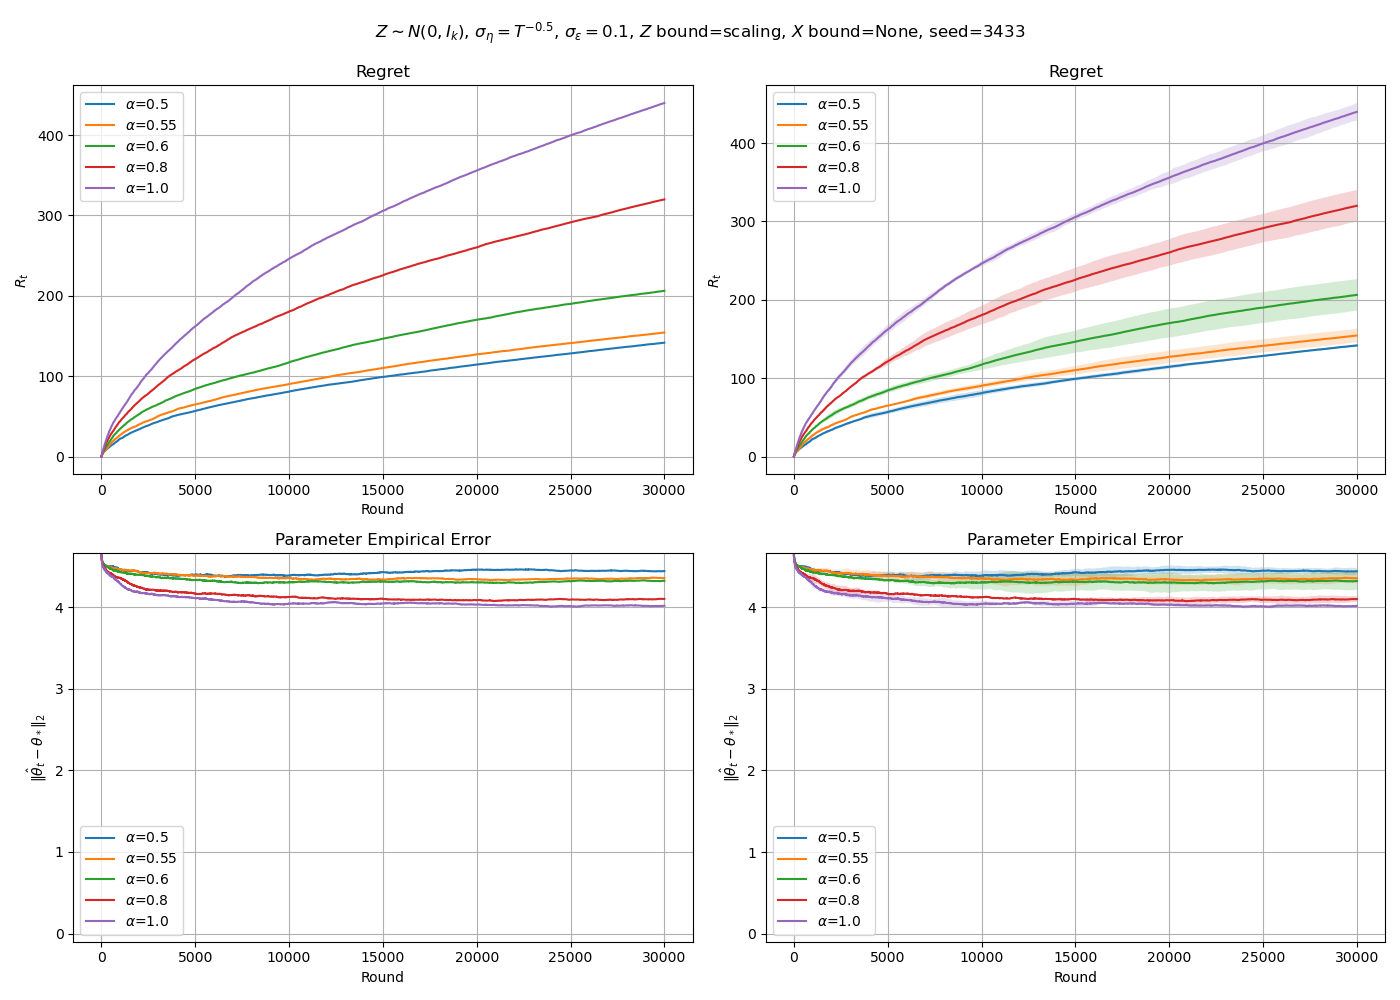 Z ∼ N(0, I_k), σ_η = T^{−0.5}, σ_ε = 0.1, Z bound=scaling, X bound=None, seed=3433
Regret
R_t
400
300
200
100
0
α=0.5
α=0.55
α=0.6
α=0.8
α=1.0
0 5000 10000 15000 20000 25000 30000
Round
Regret
R_t
400
300
200
100
0
α=0.5
α=0.55
α=0.6
α=0.8
α=1.0
0 5000 10000 15000 20000 25000 30000
Round
Parameter Empirical Error
‖θ̂_t − θ_*‖_2
4
3
2
1
0
α=0.5
α=0.55
α=0.6
α=0.8
α=1.0
0 5000 10000 15000 20000 25000 30000
Round
Parameter Empirical Error
‖θ̂_t − θ_*‖_2
4
3
2
1
0
α=0.5
α=0.55
α=0.6
α=0.8
α=1.0
0 5000 10000 15000 20000 25000 30000
Round